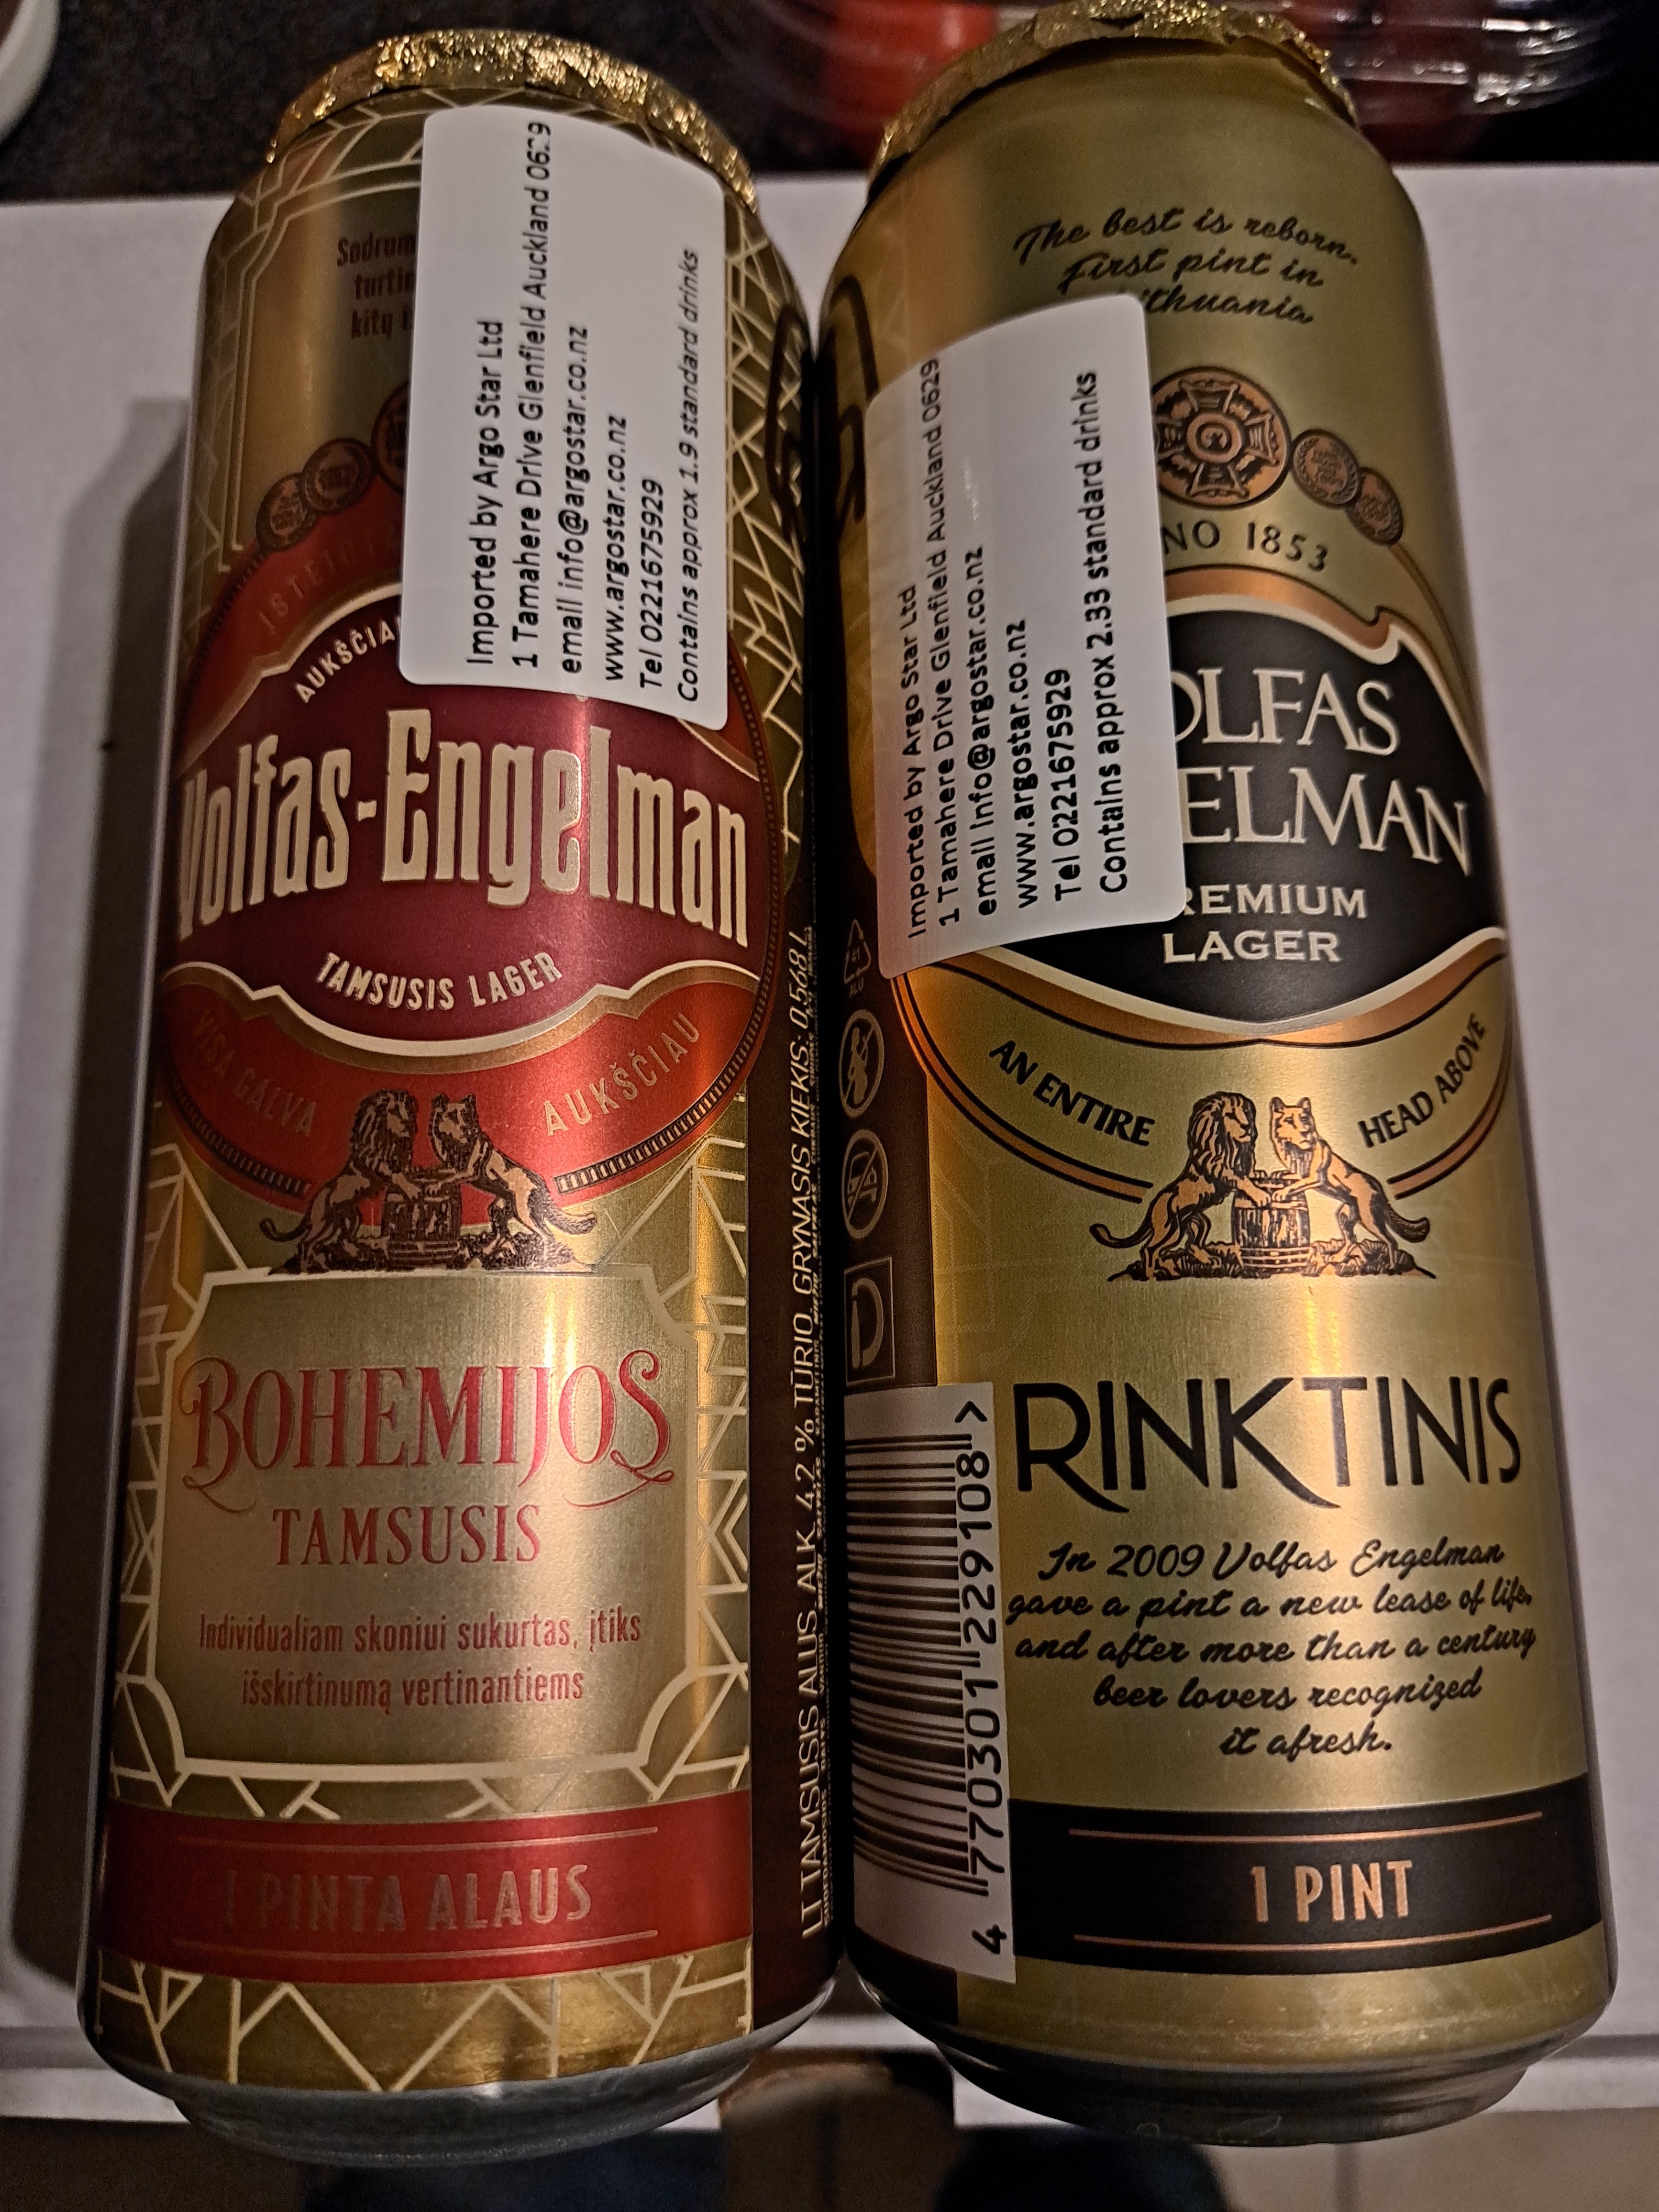 Imported by Argo Star Ltd
1 Tamahere Drive Glenfield Auckland 0629
email info@argostar.co.nz
www.argostar.co.nz
Tel 0221675929
Contains approx 1.9 standard drinks
Volfas-Engelman
TAMSUSIS LAGER
VISA GALVA AUKŠČIAU
BOHEMIJOS
TAMSUSIS
Individualiam skoniui sukurtas, įtiks
išskirtinumą vertinantiems
1 PINTA ALAUS
LT TAMSUSIS ALUS ALK. 4,2 % TŪRIO. GRYNASIS KIEKIS: 0,568 L
The best is reborn.
First pint in
Imported by Argo Star Ltd
1 Tamahere Drive Glenfield Auckland 0629
email info@argostar.co.nz
www.argostar.co.nz
Tel 0221675929
Contains approx 2.33 standard drinks
1853
LAGER
AN ENTIRE HEAD ABOVE
RINKTINIS
In 2009 Volfas Engelman
gave a pint a new lease of life,
and after more than a century
beer lovers recognized
it afresh.
1 PINT
41
ALU
4 770301 229108 >